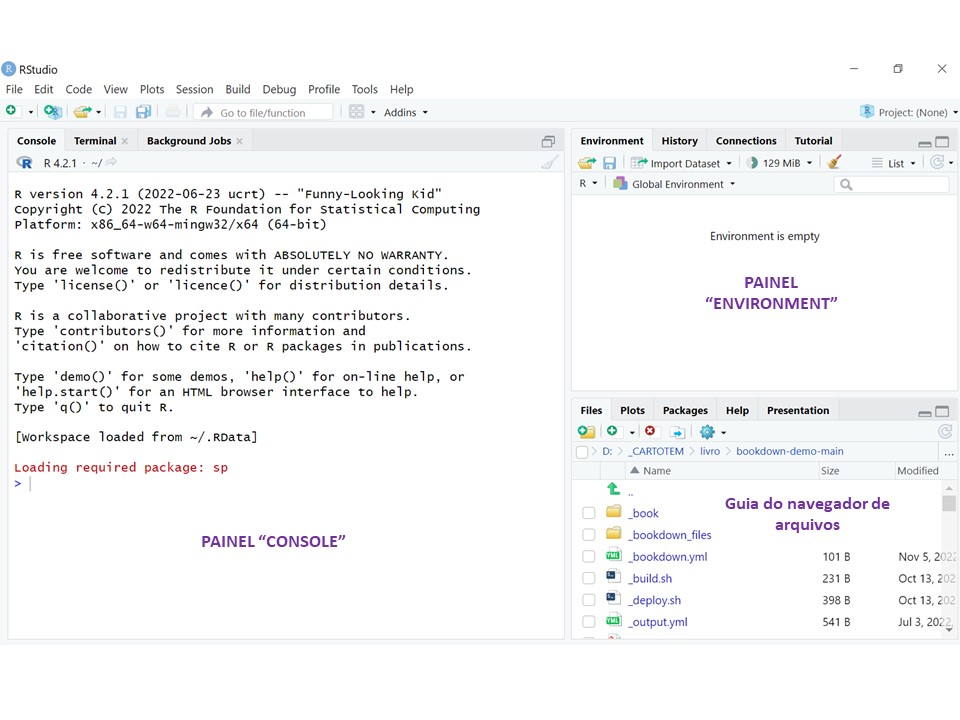 RStudio
File Edit Code View Plots Session Build Debug Profile Tools Help
Go to file/function Addins Project: (None)
Console Terminal Background Jobs
R 4.2.1 · ~/
R version 4.2.1 (2022-06-23 ucrt) -- "Funny-Looking Kid"
Copyright (C) 2022 The R Foundation for Statistical Computing
Platform: x86_64-w64-mingw32/x64 (64-bit)
R is free software and comes with ABSOLUTELY NO WARRANTY.
You are welcome to redistribute it under certain conditions.
Type 'license()' or 'licence()' for distribution details.
R is a collaborative project with many contributors.
Type 'contributors()' for more information and
'citation()' on how to cite R or R packages in publications.
Type 'demo()' for some demos, 'help()' for on-line help, or
'help.start()' for an HTML browser interface to help.
Type 'q()' to quit R.
[Workspace loaded from ~/.RData]
Loading required package: sp
>
PAINEL “CONSOLE”
Environment History Connections Tutorial
Import Dataset 129 MiB List
R Global Environment
Environment is empty
PAINEL
“ENVIRONMENT”
Files Plots Packages Help Presentation
D: _CARTOTEM livro bookdown-demo-main ...
Name Size Modified
..
Guia do navegador de
arquivos
_book
_bookdown_files
_bookdown.yml 101 B Nov 5, 2022
_build.sh 231 B Oct 13, 202
_deploy.sh 398 B Oct 13, 202
_output.yml 541 B Jul 3, 2022,